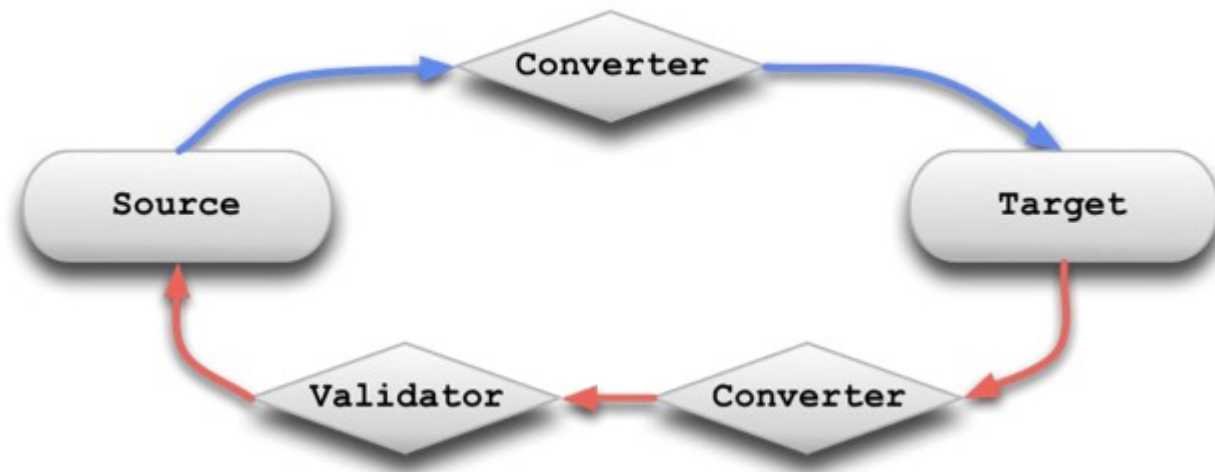 Converter
Source
Target
Validator
Converter